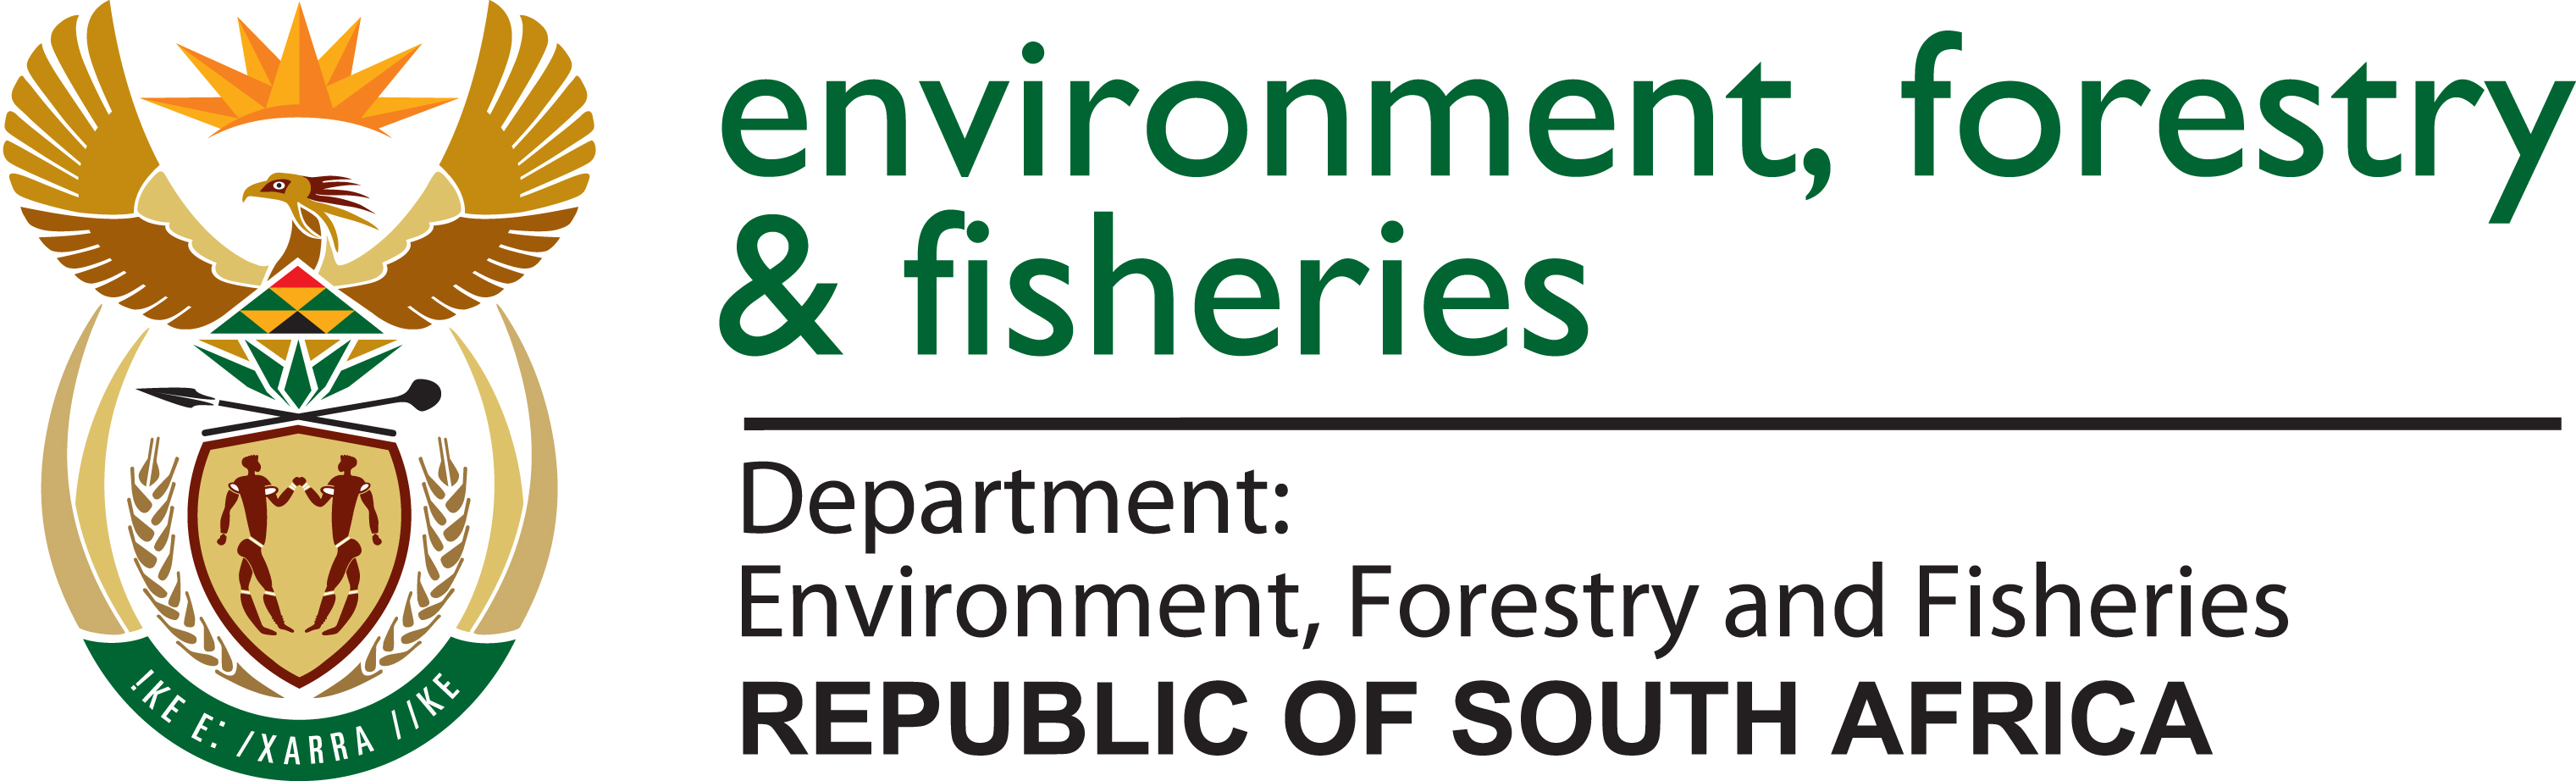 !KE E: /XARRA //KE
environment, forestry
& fisheries
Department:
Environment, Forestry and Fisheries
REPUBLIC OF SOUTH AFRICA